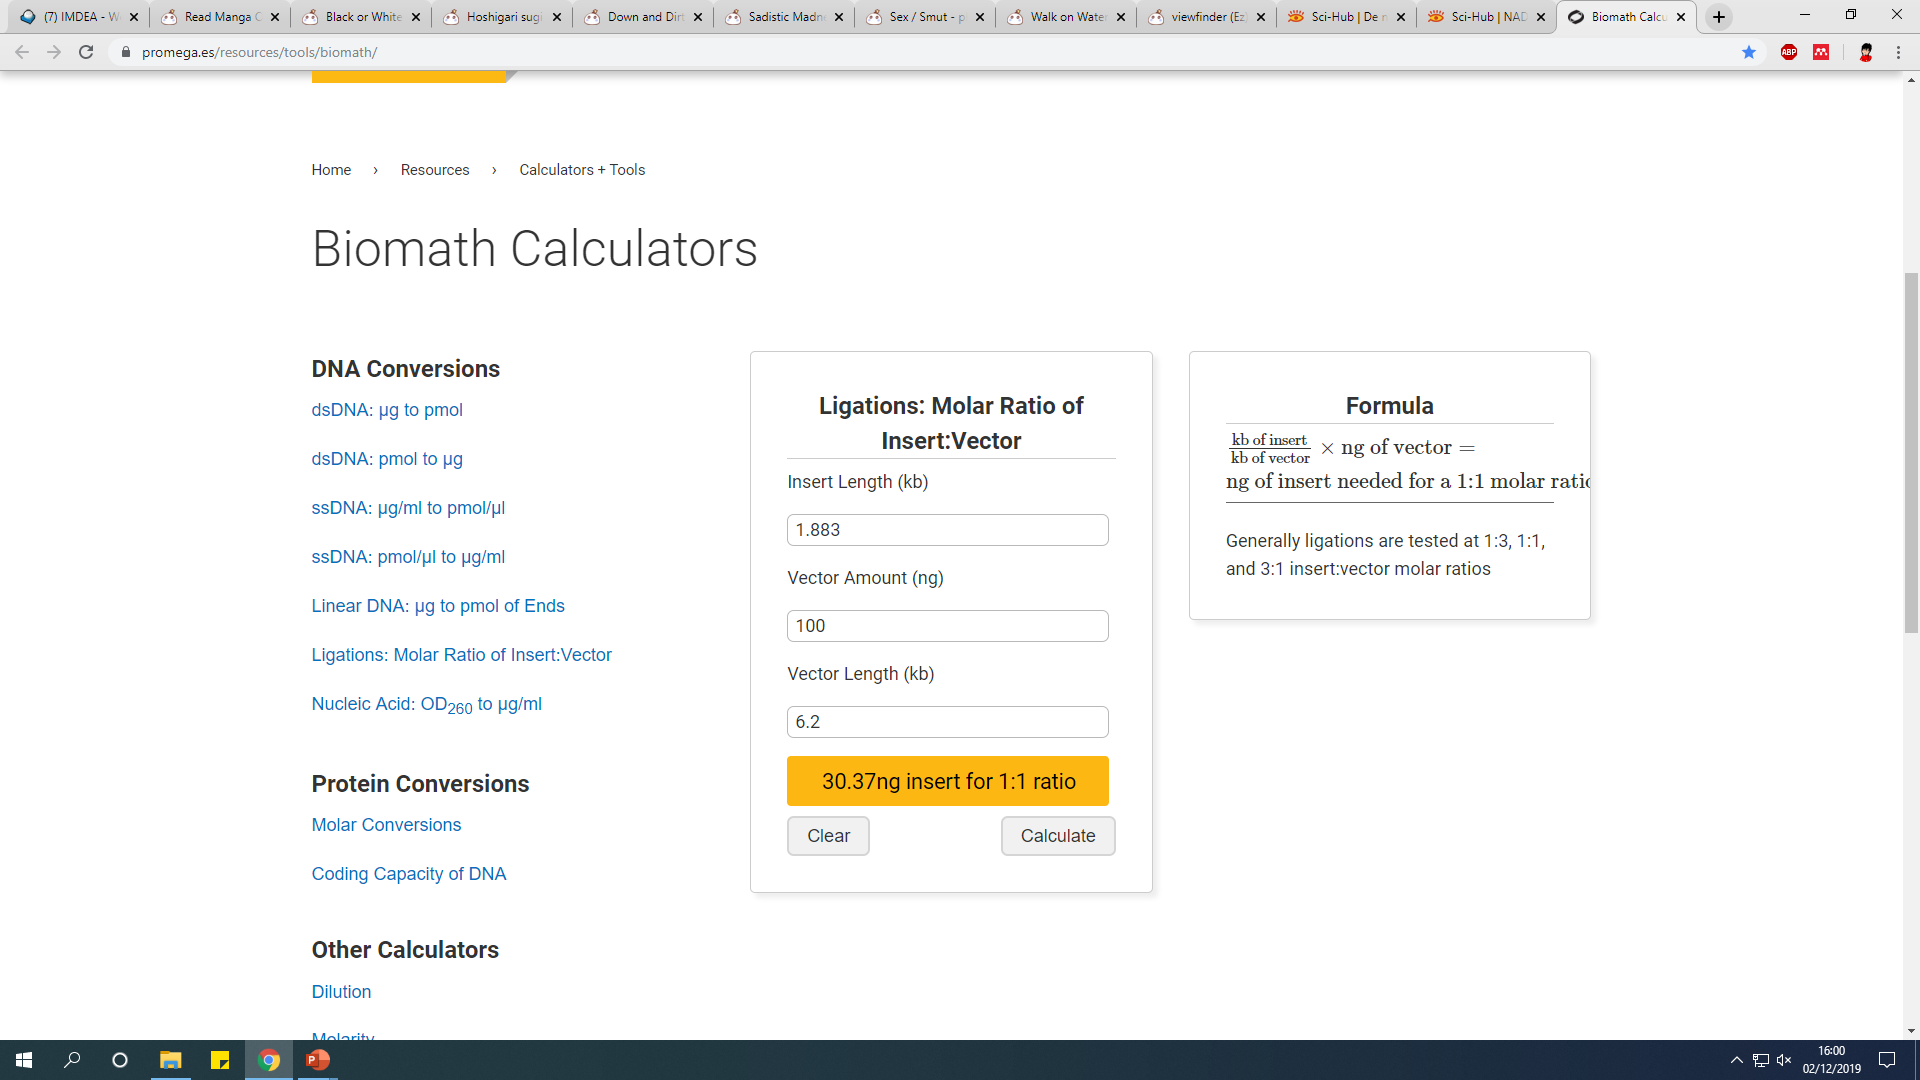 (7) IMDEA - W
Read Manga C
Black or White
Hoshigari sugi
Down and Dirt
Sadistic Madn
Sex / Smut - p
Walk on Water
viewfinder (Ez
Sci-Hub | De n
Sci-Hub | NAD
Biomath Calcu
promega.es/resources/tools/biomath/
ABP
Home › Resources › Calculators + Tools
Biomath Calculators
DNA Conversions
dsDNA: µg to pmol
dsDNA: pmol to µg
ssDNA: µg/ml to pmol/µl
ssDNA: pmol/µl to µg/ml
Linear DNA: µg to pmol of Ends
Ligations: Molar Ratio of Insert:Vector
Nucleic Acid: OD260 to µg/ml
Protein Conversions
Molar Conversions
Coding Capacity of DNA
Other Calculators
Dilution
Molarity
Ligations: Molar Ratio of
Insert:Vector
Insert Length (kb)
1.883
Vector Amount (ng)
100
Vector Length (kb)
6.2
30.37ng insert for 1:1 ratio
Clear
Calculate
Formula
kb of insert
kb of vector
× ng of vector =
ng of insert needed for a 1:1 molar ratio
Generally ligations are tested at 1:3, 1:1,
and 3:1 insert:vector molar ratios
16:00
02/12/2019